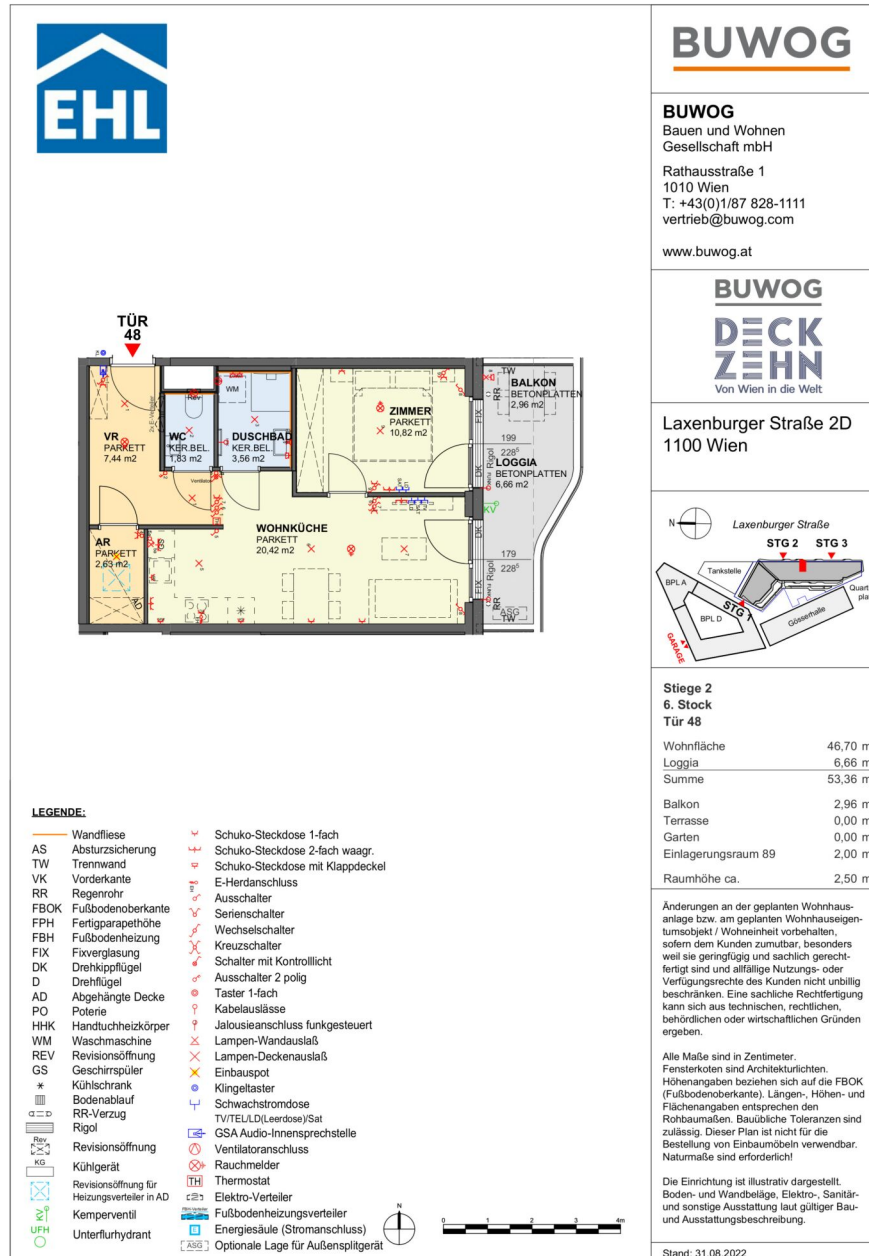 EHL
BUWOG
BUWOG
Bauen und Wohnen
Gesellschaft mbH
Rathausstraße 1
1010 Wien
T: +43(0)1/87 828-1111
vertrieb@buwog.com
www.buwog.at
BUWOG
DECK
ZEHN
Von Wien in die Welt
Laxenburger Straße 2D
1100 Wien
TÜR
48
VR
PARKETT
7,44 m2
WC
KER.BEL.
1,83 m2
Rev
WM
DUSCHBAD
KER.BEL.
3,56 m2
ZIMMER
PARKETT
10,82 m2
TW
RR
BALKON
BETONPLATTEN
2,96 m2
FIX
199
228⁵
DK
Rigol
LOGGIA
BETONPLATTEN
6,66 m2
KV
AR
PARKETT
2,63 m2
AD
GS
WOHNKÜCHE
PARKETT
20,42 m2
DK
179
228⁵
FIX
Rigol
RR
ASG
TW
N
Laxenburger Straße
STG 2
STG 3
Tankstelle
BPL A
STG 1
BPL D
Gösserhalle
GARAGE
Stiege 2
6. Stock
Tür 48
Wohnfläche 46,70 m
Loggia 6,66 m
Summe 53,36 m
Balkon 2,96 m
Terrasse 0,00 m
Garten 0,00 m
Einlagerungsraum 89 2,00 m
Raumhöhe ca. 2,50 m
Änderungen an der geplanten Wohnhaus-
anlage bzw. am geplanten Wohnhauseigen-
tumsobjekt / Wohneinheit vorbehalten,
sofern dem Kunden zumutbar, besonders
weil sie geringfügig und sachlich gerecht-
fertigt sind und allfällige Nutzungs- oder
Verfügungsrechte des Kunden nicht unbillig
beschränken. Eine sachliche Rechtfertigung
kann sich aus technischen, rechtlichen,
behördlichen oder wirtschaftlichen Gründen
ergeben.
Alle Maße sind in Zentimeter.
Fensterkoten sind Architekturlichten.
Höhenangaben beziehen sich auf die FBOK
(Fußbodenoberkante). Längen-, Höhen- und
Flächenangaben entsprechen den
Rohbaumaßen. Bauübliche Toleranzen sind
zulässig. Dieser Plan ist nicht für die
Bestellung von Einbaumöbeln verwendbar.
Naturmaße sind erforderlich!
Die Einrichtung ist illustrativ dargestellt.
Boden- und Wandbeläge, Elektro-, Sanitär-
und sonstige Ausstattung laut gültiger Bau-
und Ausstattungsbeschreibung.
Stand: 31.08.2022
LEGENDE:
Wandfliese
AS Absturzsicherung
TW Trennwand
VK Vorderkante
RR Regenrohr
FBOK Fußbodenoberkante
FPH Fertigparapethöhe
FBH Fußbodenheizung
FIX Fixverglasung
DK Drehkippflügel
D Drehflügel
AD Abgehängte Decke
PO Poterie
HHK Handtuchheizkörper
WM Waschmaschine
REV Revisionsöffnung
GS Geschirrspüler
* Kühlschrank
Bodenablauf
RR-Verzug
Rigol
Rev Revisionsöffnung
KG Kühlgerät
Revisionsöffnung für
Heizungsverteiler in AD
KV Kemperventil
UFH Unterflurhydrant
Schuko-Steckdose 1-fach
Schuko-Steckdose 2-fach waagr.
Schuko-Steckdose mit Klappdeckel
E-Herdanschluss
Ausschalter
Serienschalter
Wechselschalter
Kreuzschalter
Schalter mit Kontrolllicht
Ausschalter 2 polig
Taster 1-fach
Kabelauslässe
Jalousieanschluss funkgesteuert
Lampen-Wandauslaß
Lampen-Deckenauslaß
Einbauspot
Klingeltaster
Schwachstromdose
TV/TEL/LD(Leerdose)/Sat
GSA Audio-Innensprechstelle
Ventilatoranschluss
Rauchmelder
TH Thermostat
Elektro-Verteiler
Fußbodenheizungsverteiler
E Energiesäule (Stromanschluss)
ASG Optionale Lage für Außensplitgerät
N
0 1 2 3 4m